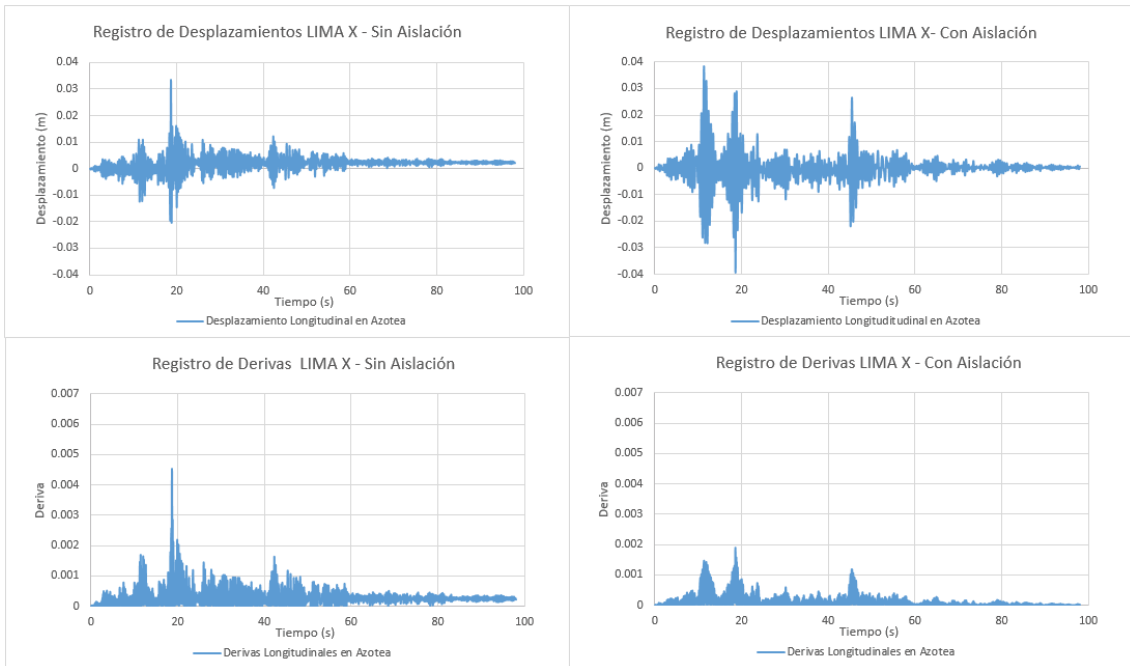 Registro de Desplazamientos LIMA X - Sin Aislación
0.04
0.03
0.02
0.01
0
-0.01
-0.02
-0.03
-0.04
Desplazamiento (m)
0 20 40 60 80 100
Tiempo (s)
Desplazamiento Longitudinal en Azotea
Registro de Desplazamientos LIMA X- Con Aislación
0.04
0.03
0.02
0.01
0
-0.01
-0.02
-0.03
-0.04
Desplazamiento (m)
0 20 40 60 80 100
Tiempo (s)
Desplazamiento Longituditudinal en Azotea
Registro de Derivas LIMA X - Sin Aislación
0.007
0.006
0.005
0.004
0.003
0.002
0.001
0
Deriva
0 20 40 60 80 100
Tiempo (s)
Derivas Longitudinales en Azotea
Registro de Derivas LIMA X - Con Aislación
0.007
0.006
0.005
0.004
0.003
0.002
0.001
0
Deriva
0 20 40 60 80 100
Tiempo (s)
Derivas Longitudinales en Azotea